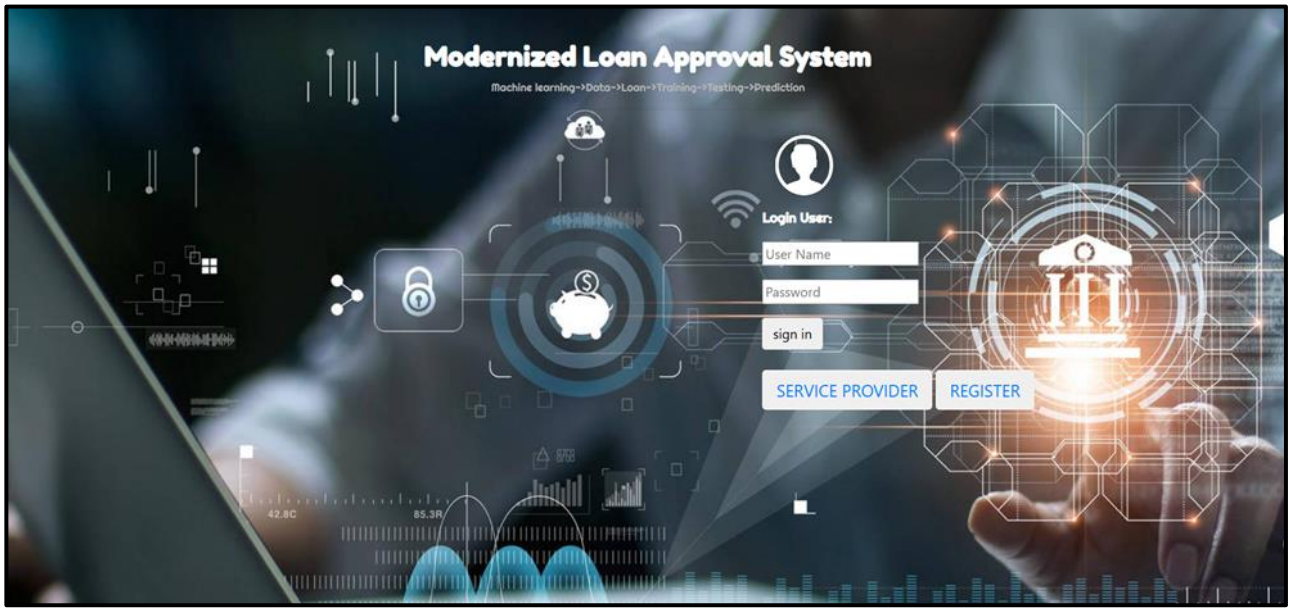 Modernized Loan Approval System
Machine learning->Data->Loan->Training->Testing->Prediction
Login User:
User Name
Password
sign in
SERVICE PROVIDER REGISTER
42.8C 85.3R